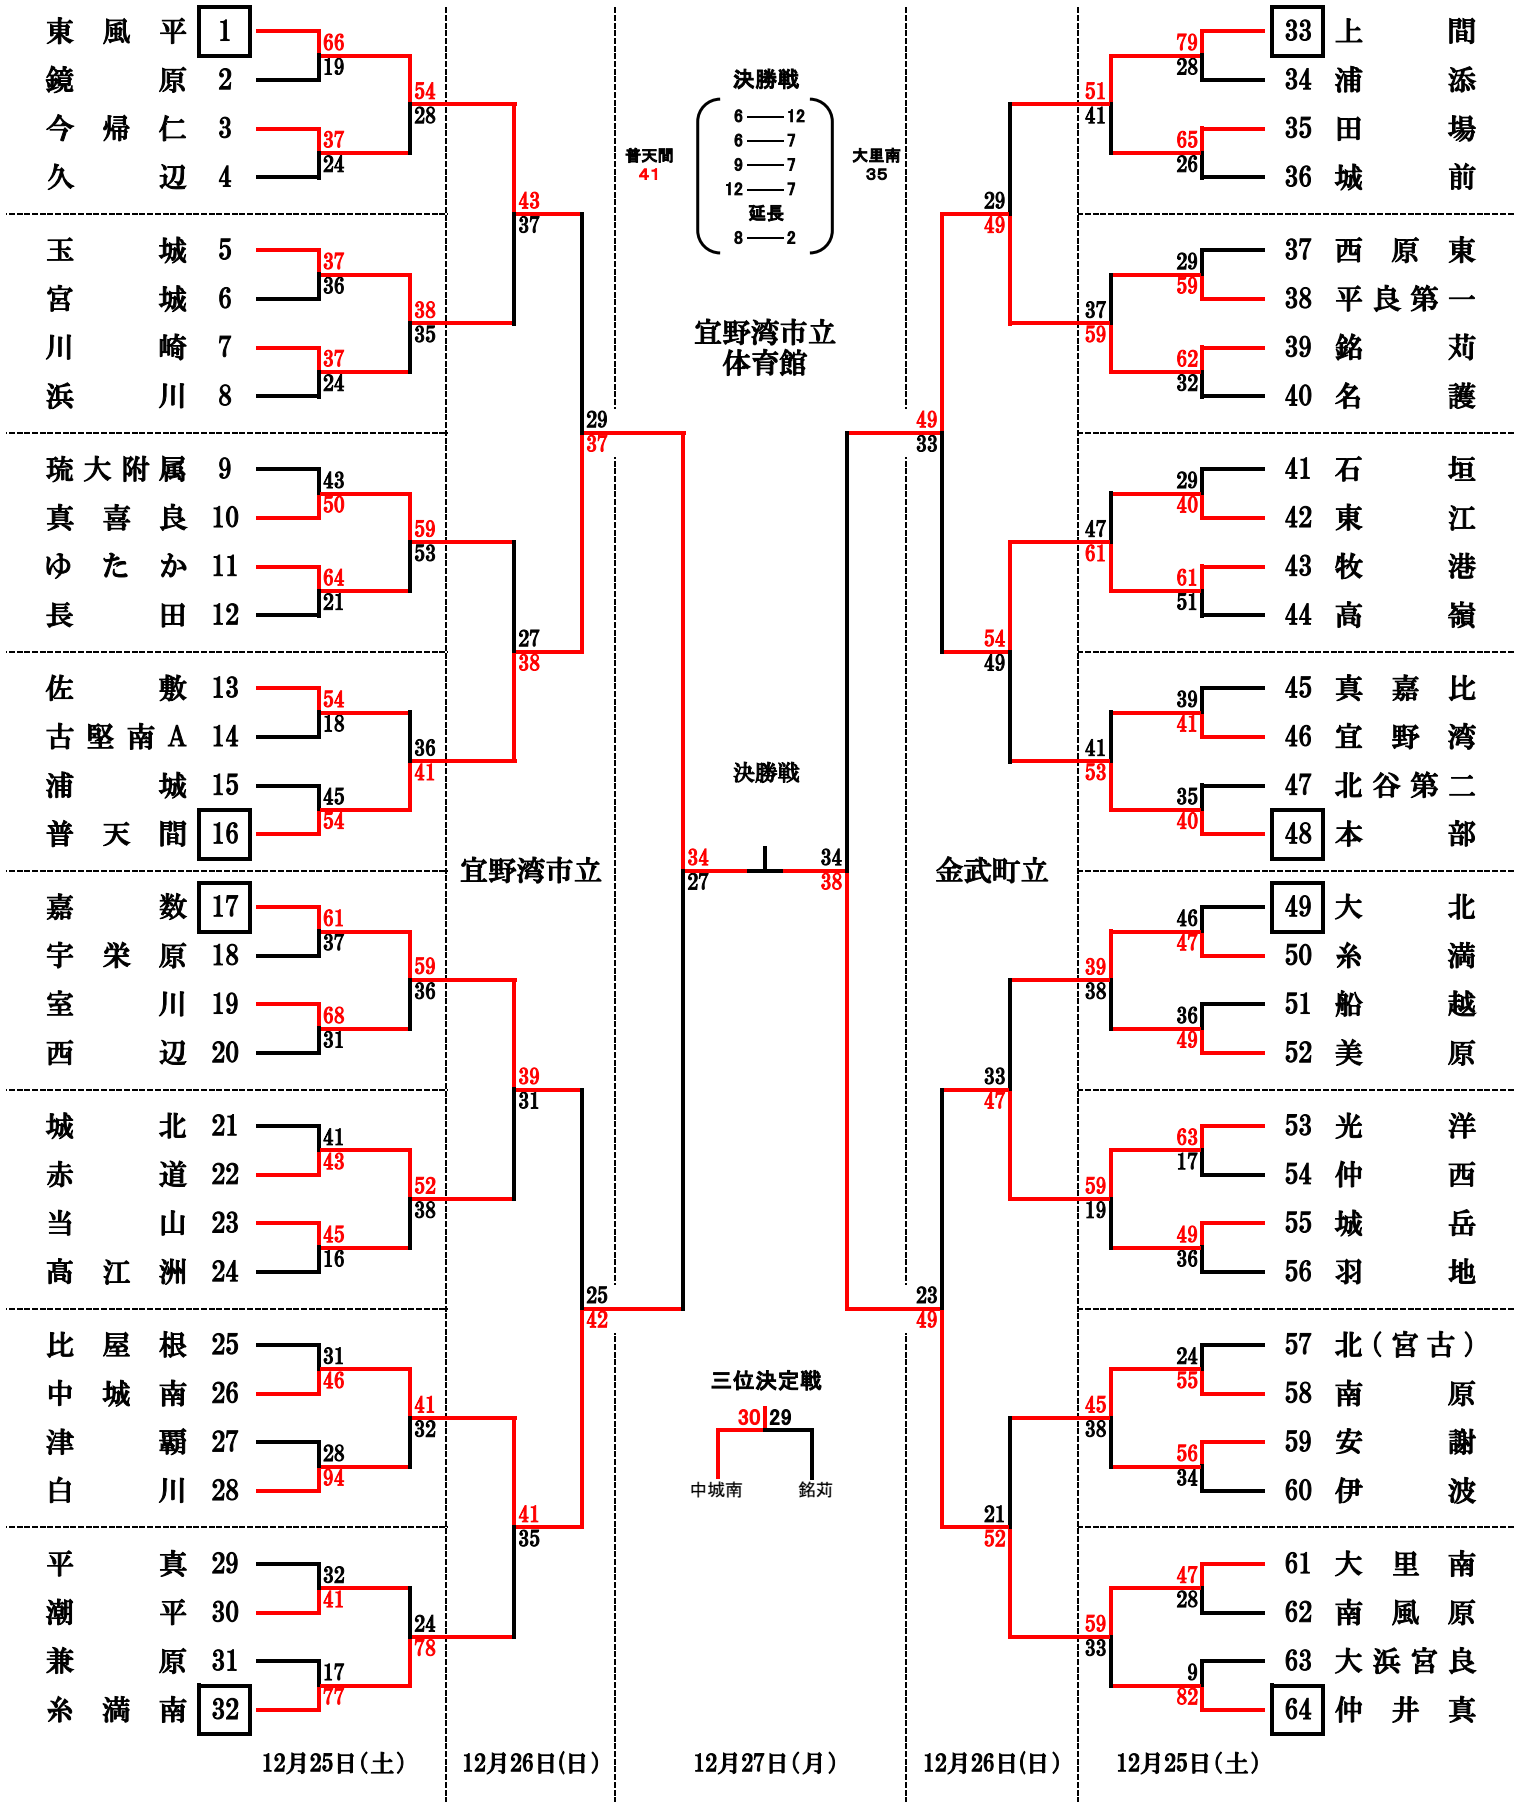 東風平 1
66
19
鏡原 2
54
28
今帰仁 3
37
24
久辺 4
43
37
玉城 5
37
36
宮城 6
38
35
川崎 7
37
24
浜川 8
29
37
琉大附属 9
43
50
真喜良 10
59
53
ゆたか 11
64
21
長田 12
27
38
佐敷 13
54
18
古堅南A 14
36
41
浦城 15
45
54
普天間 16
34
27
嘉数 17
61
37
宇栄原 18
59
36
室川 19
68
31
西辺 20
39
31
城北 21
41
43
赤道 22
52
38
当山 23
45
16
高江洲 24
25
42
比屋根 25
31
46
中城南 26
41
32
津覇 27
28
94
白川 28
41
35
平真 29
32
41
潮平 30
24
78
兼原 31
17
77
糸満南 32
宜野湾市立
決勝戦
普天間
41
6 12
6 7
9 7
12 7
延長
8 2
大里南
35
宜野湾市立
体育館
決勝戦
三位決定戦
30 29
中城南 銘苅
金武町立
33 上間
79
28
34 浦添
51
41
35 田場
65
26
36 城前
29
49
37 西原東
29
59
38 平良第一
37
59
39 銘苅
62
32
40 名護
49
33
41 石垣
29
40
42 東江
47
61
43 牧港
61
51
44 高嶺
54
49
45 真嘉比
39
41
46 宜野湾
41
53
47 北谷第二
35
40
48 本部
34
38
49 大北
46
47
50 糸満
39
38
51 船越
36
49
52 美原
33
47
53 光洋
63
17
54 仲西
59
19
55 城岳
49
36
56 羽地
23
49
57 北(宮古)
24
55
58 南原
45
38
59 安謝
56
34
60 伊波
21
52
61 大里南
47
28
62 南風原
59
33
63 大浜宮良
9
82
64 仲井真
12月25日(土) 12月26日(日) 12月27日(月) 12月26日(日) 12月25日(土)